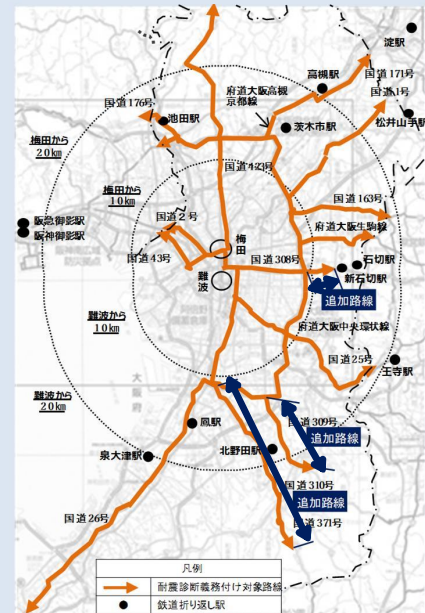 淀駅
高槻駅
国道171号
府道大阪高槻
京都線
国道1号
国道176号
池田駅
茨木市駅
松井山手駅
梅田から
20km
国道423号
梅田から
10km
国道163号
国道2号
府道大阪生駒線
阪急御影駅
阪神御影駅
梅田
国道43号
国道308号
石切駅
難波
新石切駅
追加路線
難波から
10km
府道大阪中央環状線
国道25号
王寺駅
大阪府
難波から
20km
鳳駅
国道309号
追加路線
北野田駅
泉大津駅
国道310号
追加路線
国道26号
国道371号
凡例
耐震診断義務付け対象路線
鉄道折り返し駅